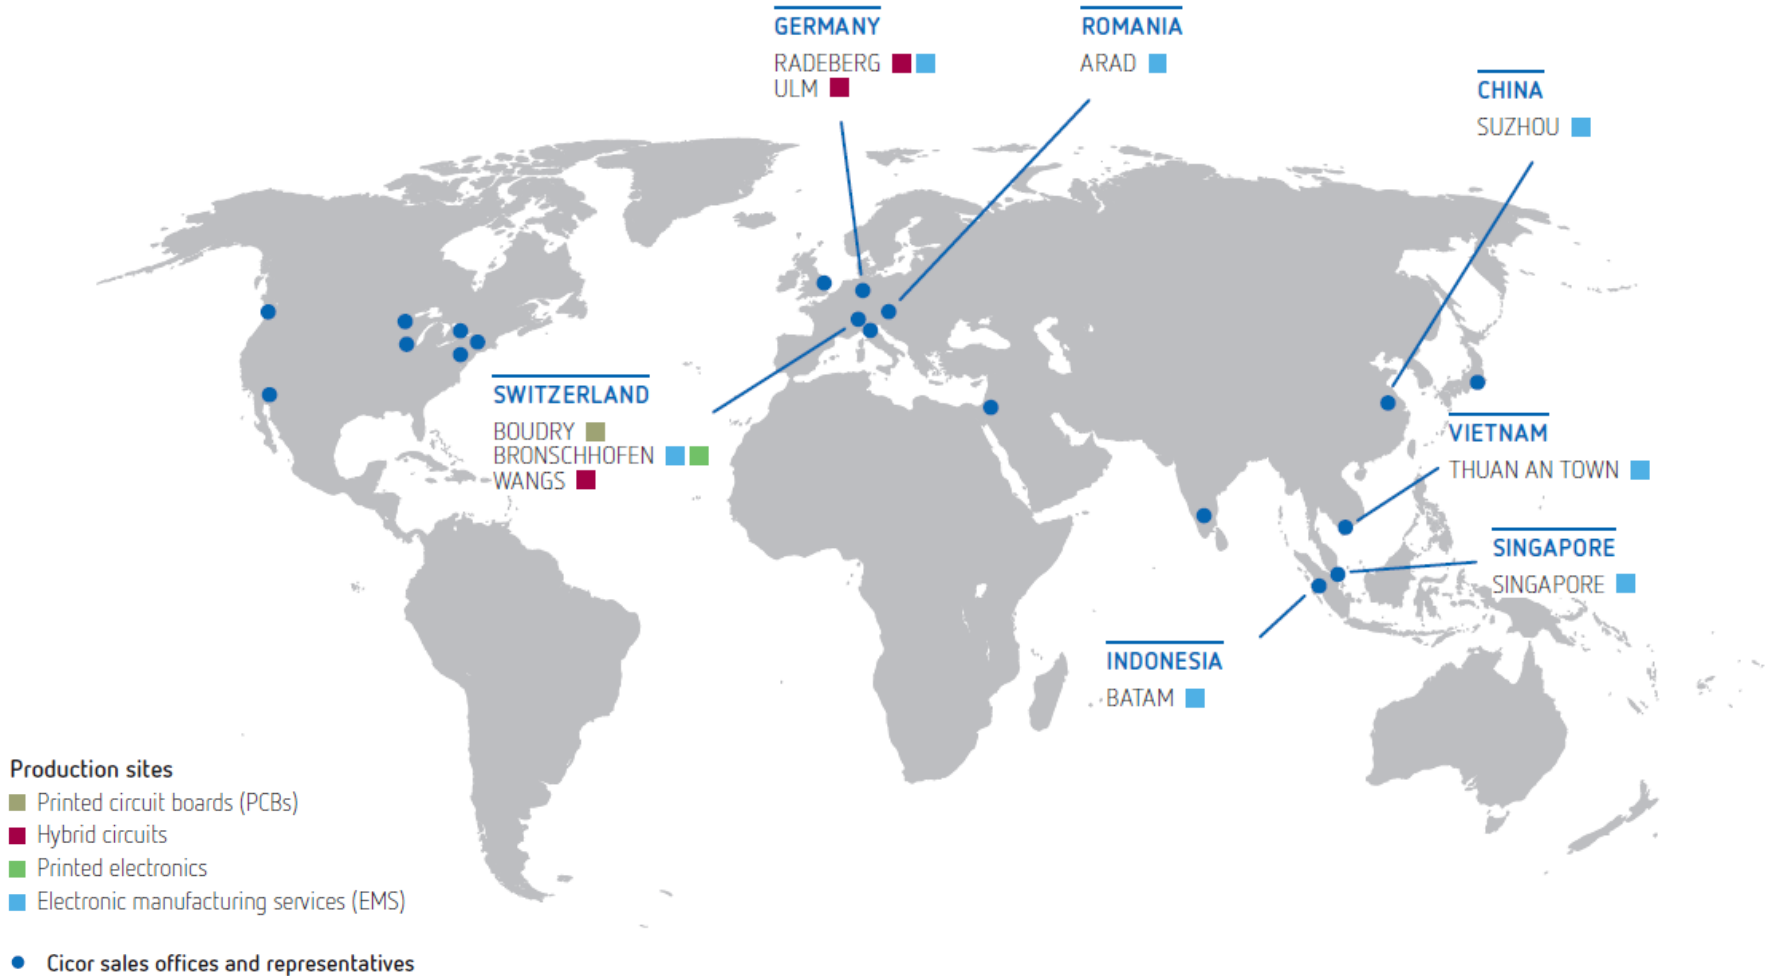 GERMANY
RADEBERG
ULM
ROMANIA
ARAD
CHINA
SUZHOU
SWITZERLAND
BOUDRY
BRONSCHHOFEN
WANGS
VIETNAM
THUAN AN TOWN
SINGAPORE
SINGAPORE
INDONESIA
BATAM
Production sites
Printed circuit boards (PCBs)
Hybrid circuits
Printed electronics
Electronic manufacturing services (EMS)
Cicor sales offices and representatives